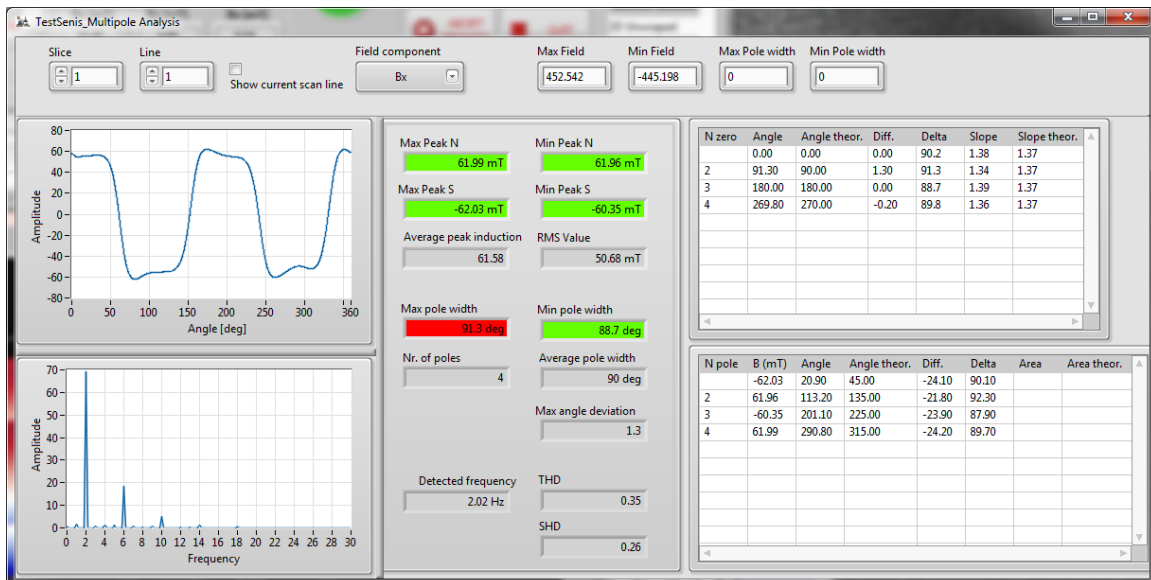 TestSenis_Multipole Analysis
Slice Line Field component Max Field Min Field Max Pole width Min Pole width
1 1 Show current scan line Bx 452.542 -445.198 0 0
80
60
40
20
0
-20
-40
-60
-80
Amplitude
0 50 100 150 200 250 300 360
Angle [deg]
70
60
50
40
30
20
10
0
Amplitude
0 2 4 6 8 10 12 14 16 18 20 22 24 26 28 30
Frequency
Max Peak N Min Peak N
61.99 mT 61.96 mT
Max Peak S Min Peak S
-62.03 mT -60.35 mT
Average peak induction RMS Value
61.58 50.68 mT
Max pole width Min pole width
91.3 deg 88.7 deg
Nr. of poles Average pole width
4 90 deg
Max angle deviation
1.3
Detected frequency THD
2.02 Hz 0.35
SHD
0.26
N zero Angle Angle theor. Diff. Delta Slope Slope theor.
0.00 0.00 0.00 90.2 1.38 1.37
2 91.30 90.00 1.30 91.3 1.34 1.37
3 180.00 180.00 0.00 88.7 1.39 1.37
4 269.80 270.00 -0.20 89.8 1.36 1.37
N pole B (mT) Angle Angle theor. Diff. Delta Area Area theor.
-62.03 20.90 45.00 -24.10 90.10
2 61.96 113.20 135.00 -21.80 92.30
3 -60.35 201.10 225.00 -23.90 87.90
4 61.99 290.80 315.00 -24.20 89.70